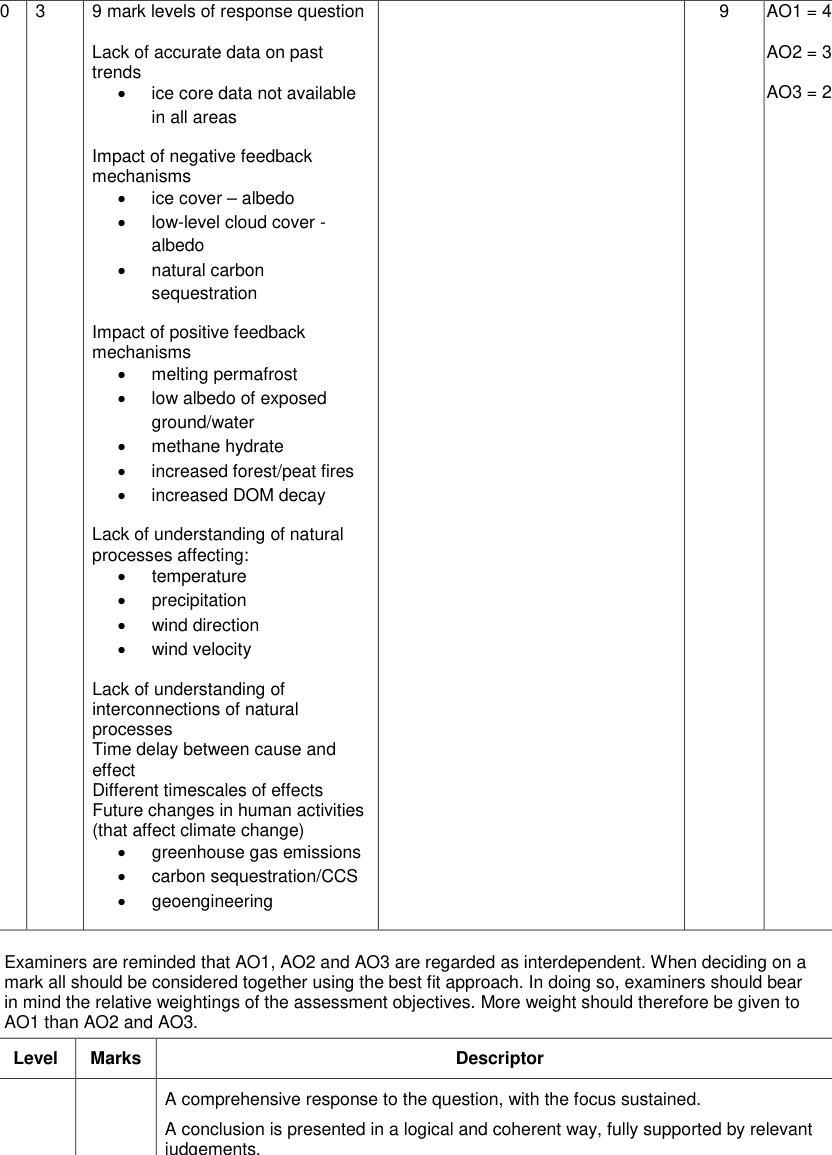 0 3 9 mark levels of response question 9 AO1 = 4
Lack of accurate data on past AO2 = 3
trends
• ice core data not available AO3 = 2
in all areas
Impact of negative feedback
mechanisms
• ice cover – albedo
• low-level cloud cover -
albedo
• natural carbon
sequestration
Impact of positive feedback
mechanisms
• melting permafrost
• low albedo of exposed
ground/water
• methane hydrate
• increased forest/peat fires
• increased DOM decay
Lack of understanding of natural
processes affecting:
• temperature
• precipitation
• wind direction
• wind velocity
Lack of understanding of
interconnections of natural
processes
Time delay between cause and
effect
Different timescales of effects
Future changes in human activities
(that affect climate change)
• greenhouse gas emissions
• carbon sequestration/CCS
• geoengineering
Examiners are reminded that AO1, AO2 and AO3 are regarded as interdependent. When deciding on a
mark all should be considered together using the best fit approach. In doing so, examiners should bear
in mind the relative weightings of the assessment objectives. More weight should therefore be given to
AO1 than AO2 and AO3.
Level Marks Descriptor
A comprehensive response to the question, with the focus sustained.
A conclusion is presented in a logical and coherent way, fully supported by relevant
judgements.